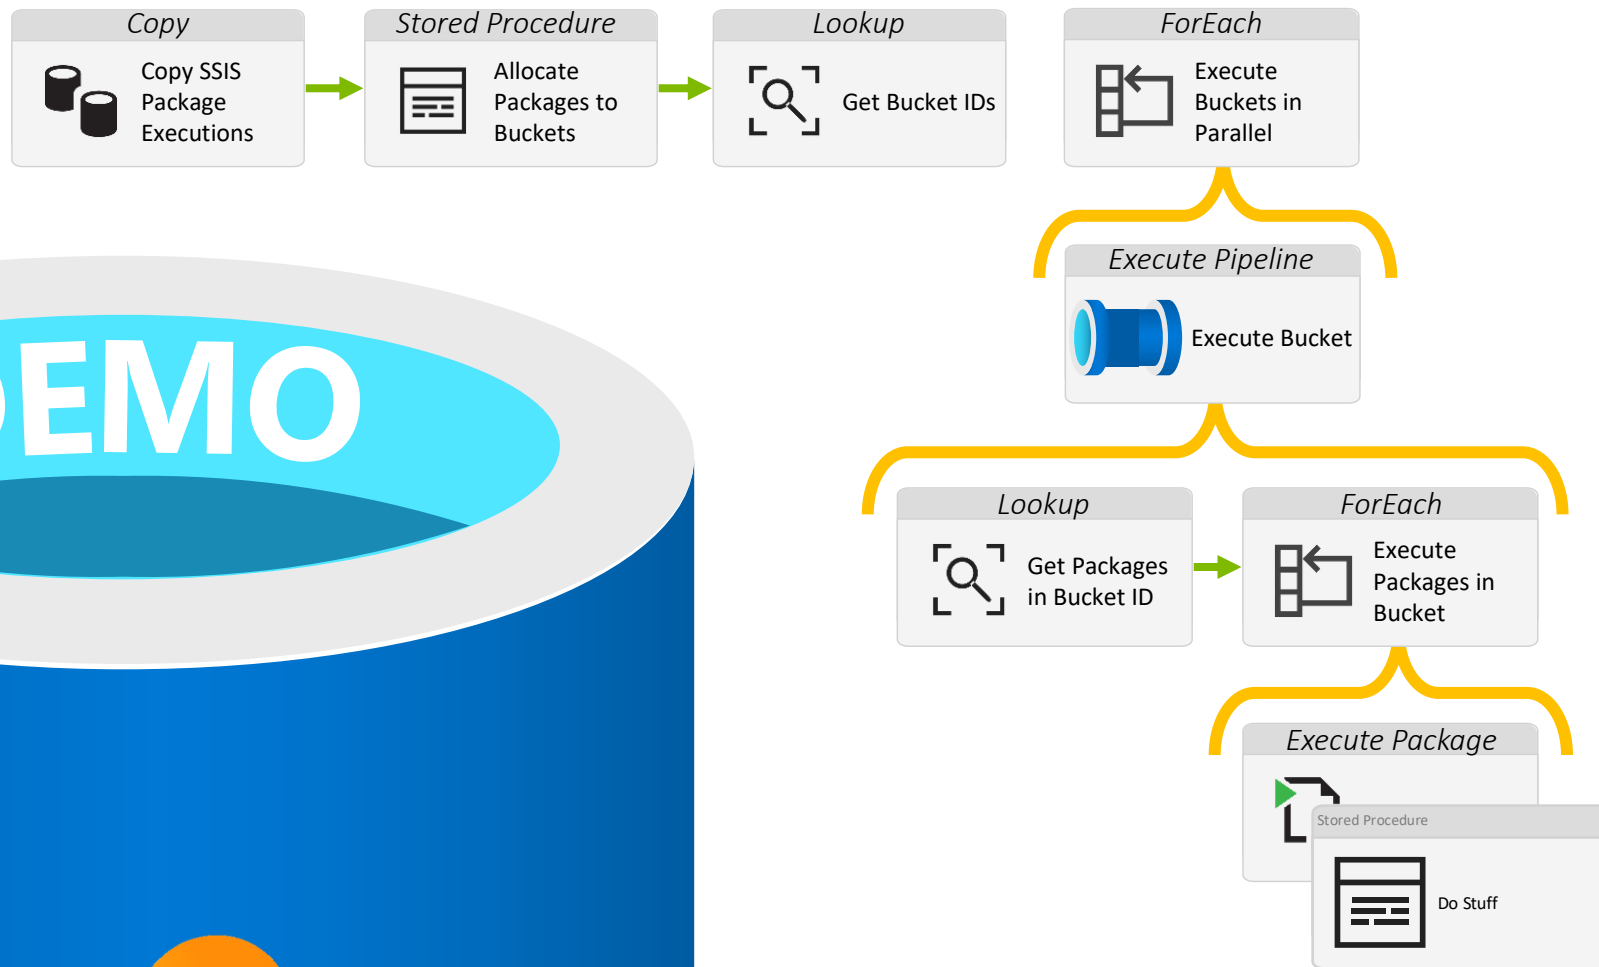 Copy
Copy SSIS
Package
Executions
Stored Procedure
Allocate
Packages to
Buckets
Lookup
Get Bucket IDs
ForEach
Execute
Buckets in
Parallel
Execute Pipeline
Execute Bucket
DEMO
Lookup
Get Packages
in Bucket ID
ForEach
Execute
Packages in
Bucket
Execute Package
Stored Procedure
Do Stuff